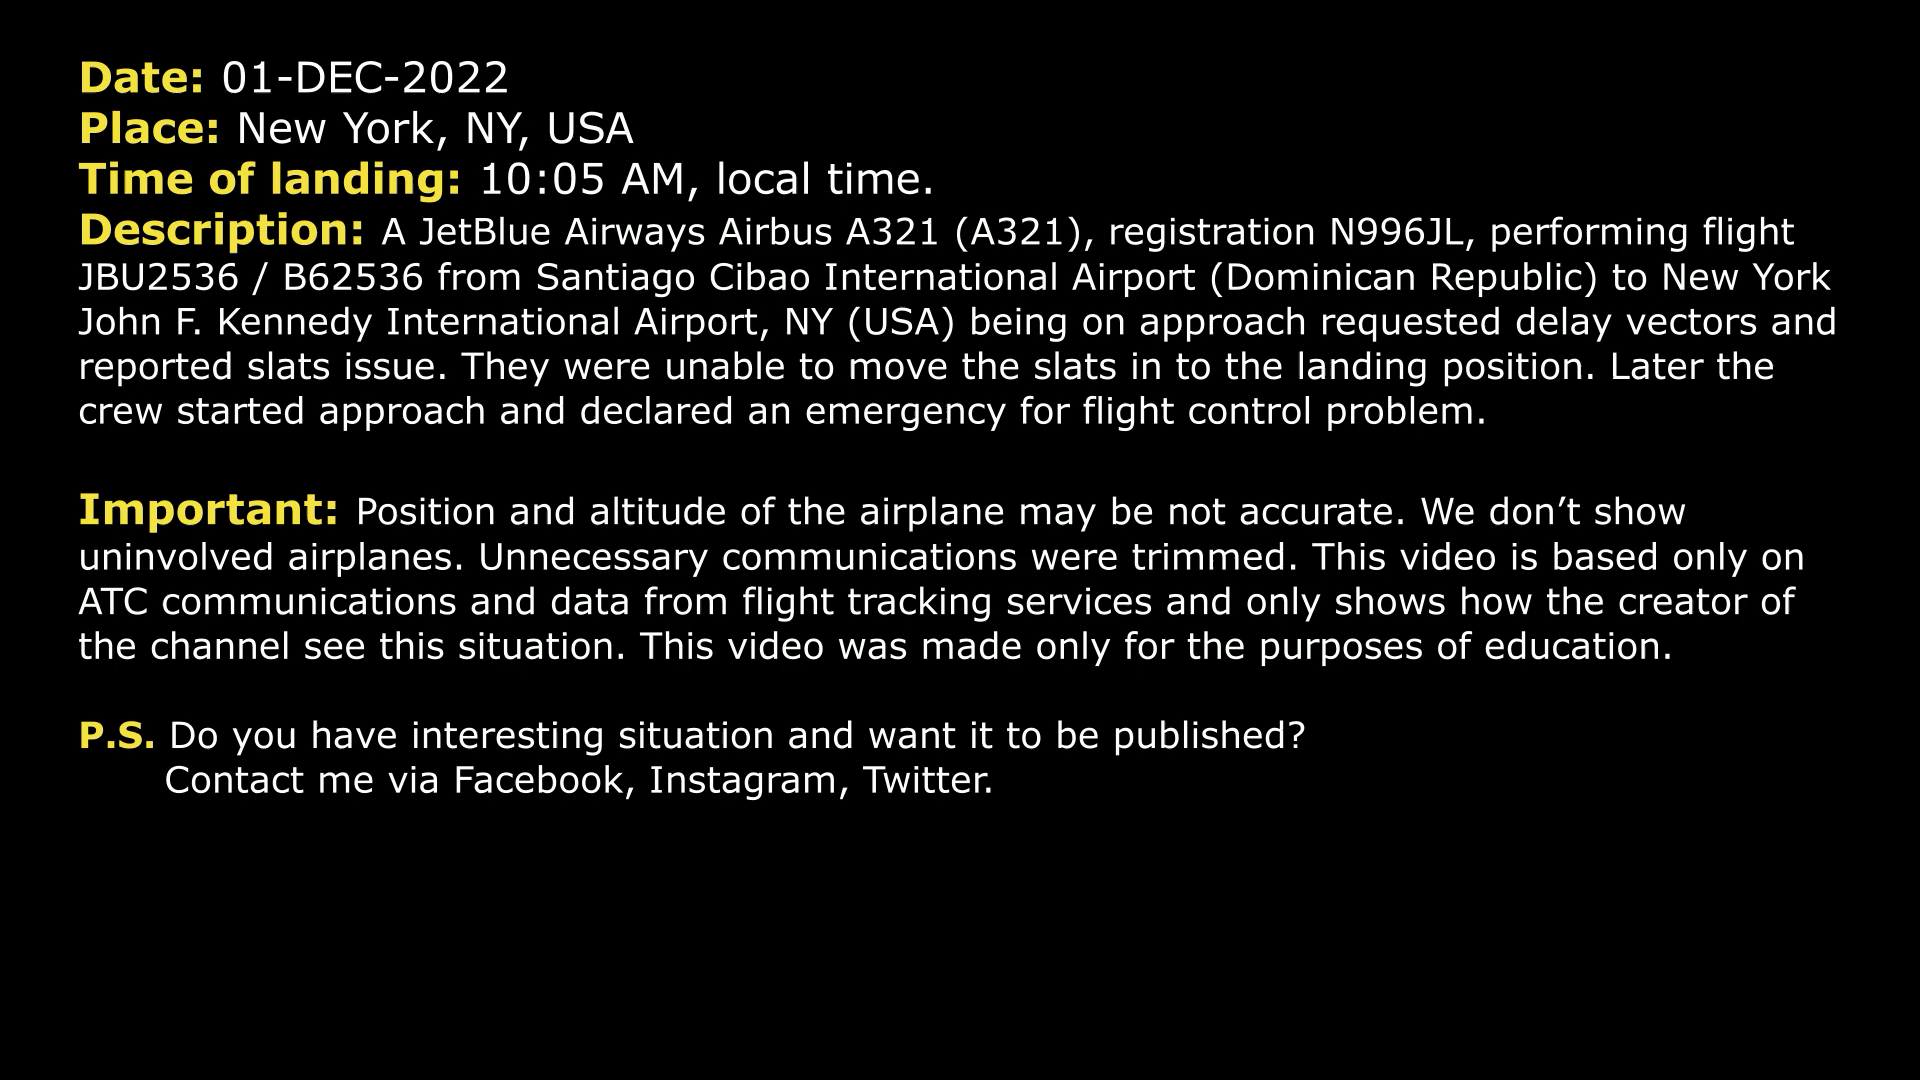 Date: 01-DEC-2022
Place: New York, NY, USA
Time of landing: 10:05 AM, local time.
Description: A JetBlue Airways Airbus A321 (A321), registration N996JL, performing flight
JBU2536 / B62536 from Santiago Cibao International Airport (Dominican Republic) to New York
John F. Kennedy International Airport, NY (USA) being on approach requested delay vectors and
reported slats issue. They were unable to move the slats in to the landing position. Later the
crew started approach and declared an emergency for flight control problem.
Important: Position and altitude of the airplane may be not accurate. We don’t show
uninvolved airplanes. Unnecessary communications were trimmed. This video is based only on
ATC communications and data from flight tracking services and only shows how the creator of
the channel see this situation. This video was made only for the purposes of education.
P.S. Do you have interesting situation and want it to be published?
Contact me via Facebook, Instagram, Twitter.